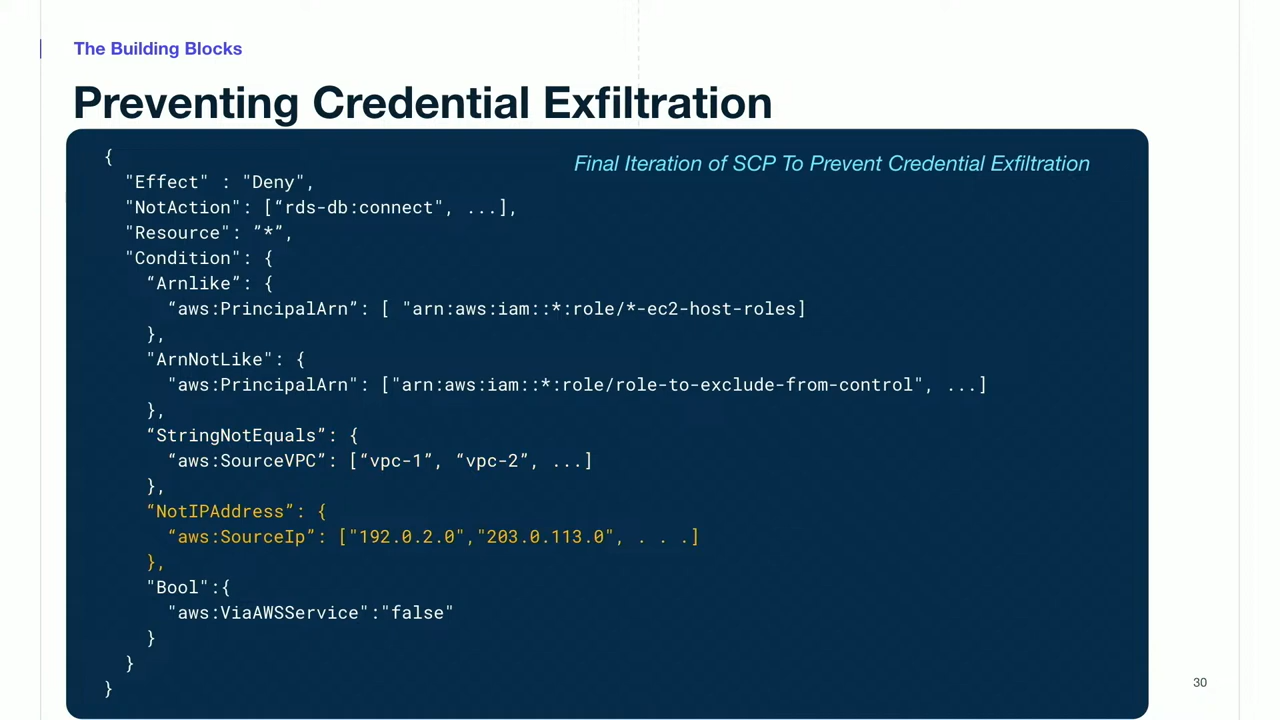 The Building Blocks
Preventing Credential Exfiltration
Final Iteration of SCP To Prevent Credential Exfiltration
{
"Effect" : "Deny",
"NotAction": [“rds-db:connect", ...],
"Resource": ”*”,
"Condition": {
“Arnlike”: {
“aws:PrincipalArn”: [ "arn:aws:iam::*:role/*-ec2-host-roles]
},
"ArnNotLike": {
"aws:PrincipalArn": ["arn:aws:iam::*:role/role-to-exclude-from-control", ...]
},
“StringNotEquals”: {
“aws:SourceVPC”: [“vpc-1”, “vpc-2”, ...]
},
“NotIPAddress”: {
“aws:SourceIp”: ["192.0.2.0","203.0.113.0", . . .]
},
"Bool":{
"aws:ViaAWSService":"false"
}
}
}
30